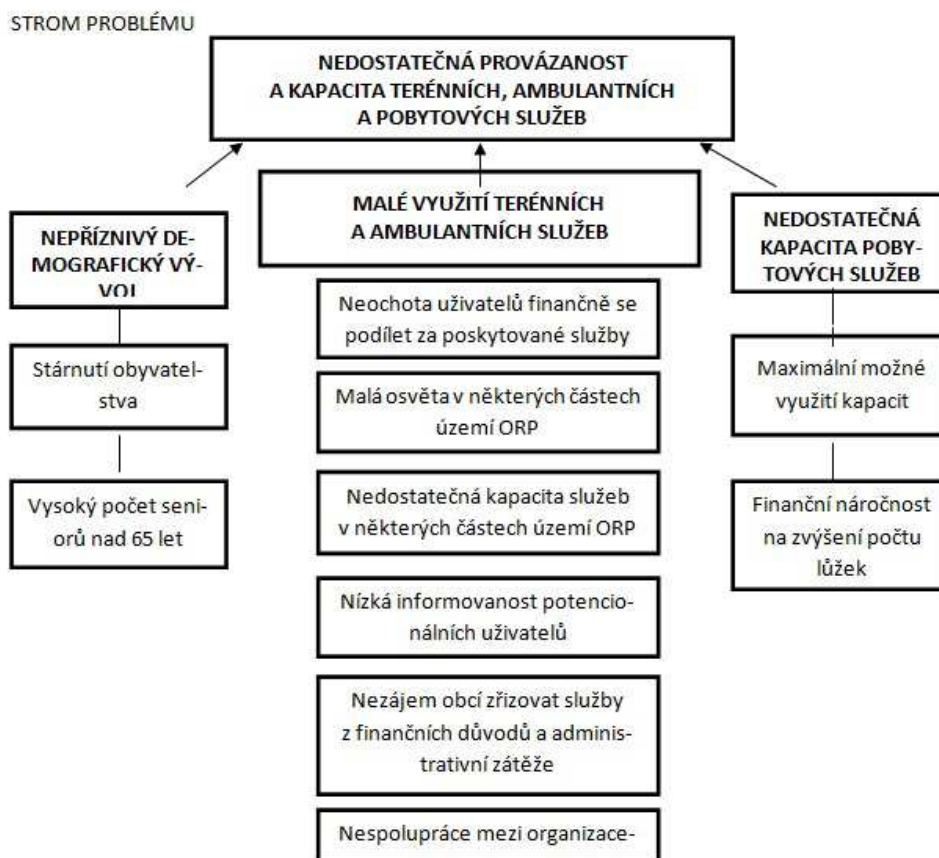 STROM PROBLÉMU
NEDOSTATEČNÁ PROVÁZANOST
A KAPACITA TERÉNNÍCH, AMBULANTNÍCH
A POBYTOVÝCH SLUŽEB
NEPŘÍZNIVÝ DE-
MOGRAFICKÝ VÝ-
VOJ
Stárnutí obyvatel-
stva
Vysoký počet seni-
orů nad 65 let
MALÉ VYUŽITÍ TERÉNNÍCH
A AMBULANTNÍCH SLUŽEB
Neochota uživatelů finančně se
podílet za poskytované služby
Malá osvěta v některých částech
území ORP
Nedostatečná kapacita služeb
v některých částech území ORP
Nízká informovanost potencio-
nálních uživatelů
Nezájem obcí zřizovat služby
z finančních důvodů a adminis-
trativní zátěže
Nespolupráce mezi organizace-
NEDOSTATEČNÁ
KAPACITA POBY-
TOVÝCH SLUŽEB
Maximální možné
využití kapacit
Finanční náročnost
na zvýšení počtu
lůžek